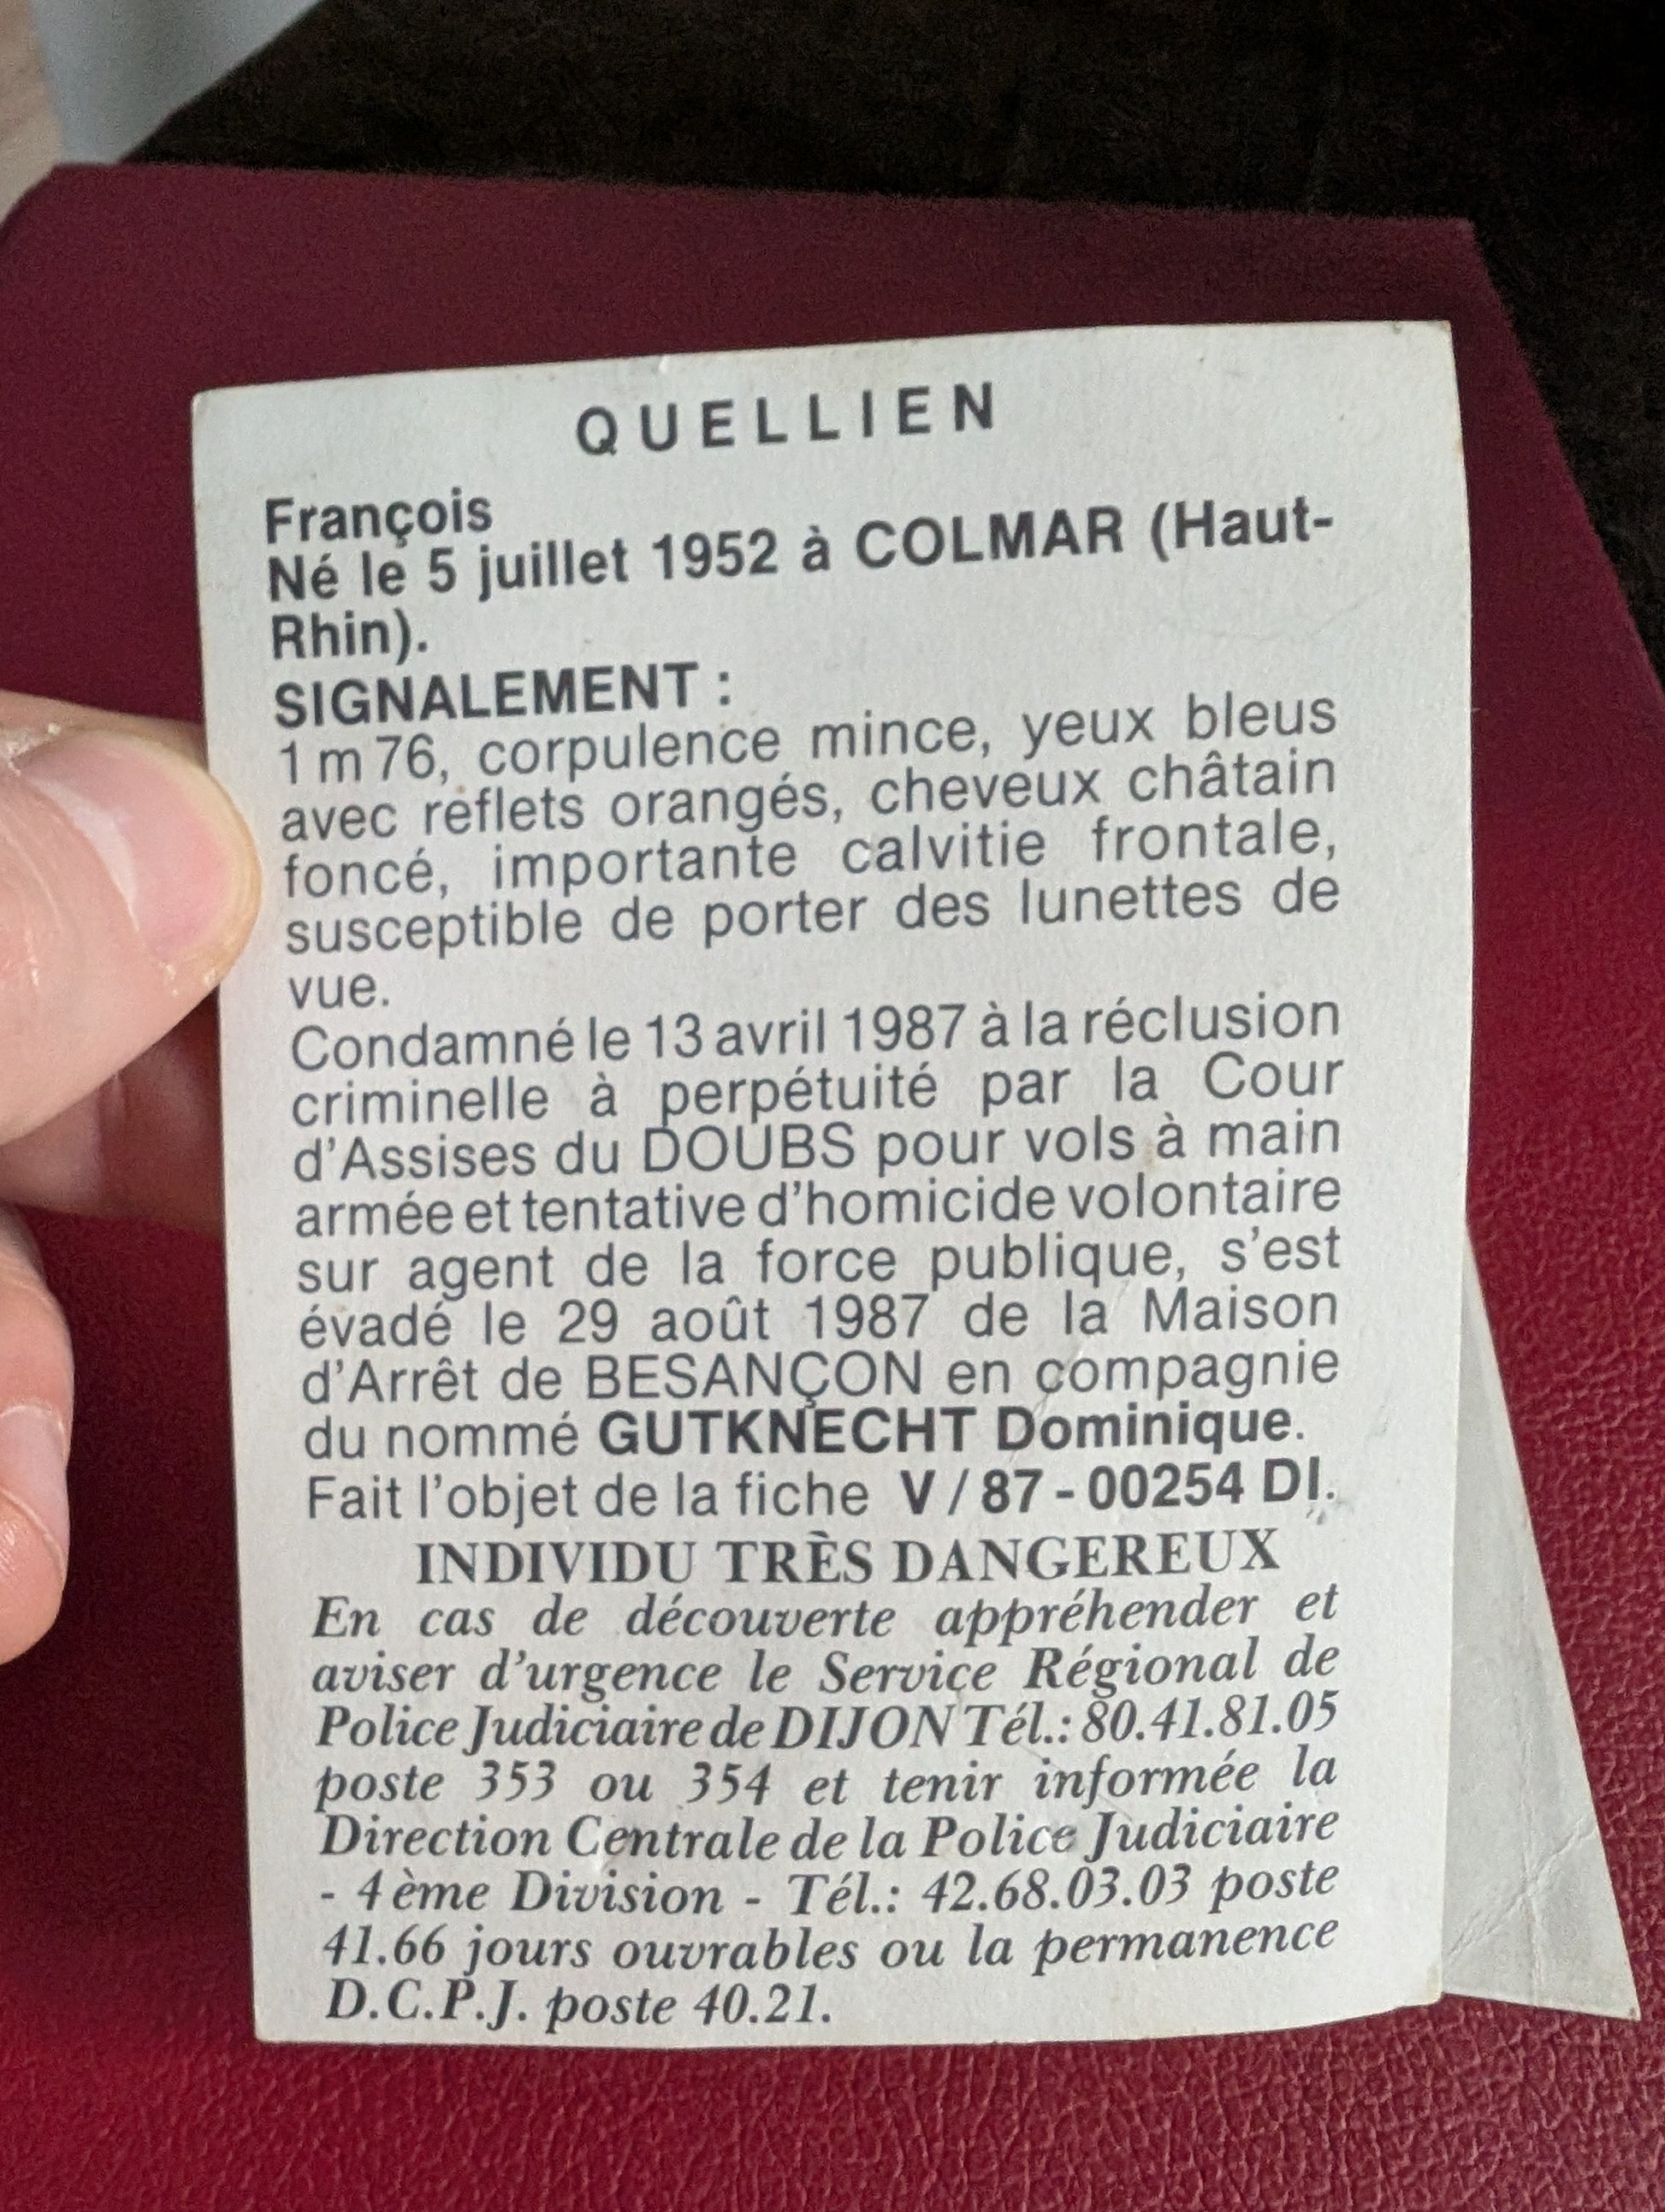 QUELLIEN
François
Né le 5 juillet 1952 à COLMAR (Haut-
Rhin).
SIGNALEMENT :
1 m 76, corpulence mince, yeux bleus
avec reflets orangés, cheveux châtain
foncé, importante calvitie frontale,
susceptible de porter des lunettes de
vue.
Condamné le 13 avril 1987 à la réclusion
criminelle à perpétuité par la Cour
d'Assises du DOUBS pour vols à main
armée et tentative d'homicide volontaire
sur agent de la force publique, s'est
évadé le 29 août 1987 de la Maison
d'Arrêt de BESANÇON en compagnie
du nommé GUTKNECHT Dominique.
Fait l'objet de la fiche V / 87 - 00254 DI.
INDIVIDU TRÈS DANGEREUX
En cas de découverte appréhender et
aviser d'urgence le Service Régional de
Police Judiciaire de DIJON Tél.: 80.41.81.05
poste 353 ou 354 et tenir informée la
Direction Centrale de la Police Judiciaire
- 4ème Division - Tél.: 42.68.03.03 poste
41.66 jours ouvrables ou la permanence
D.C.P.J. poste 40.21.